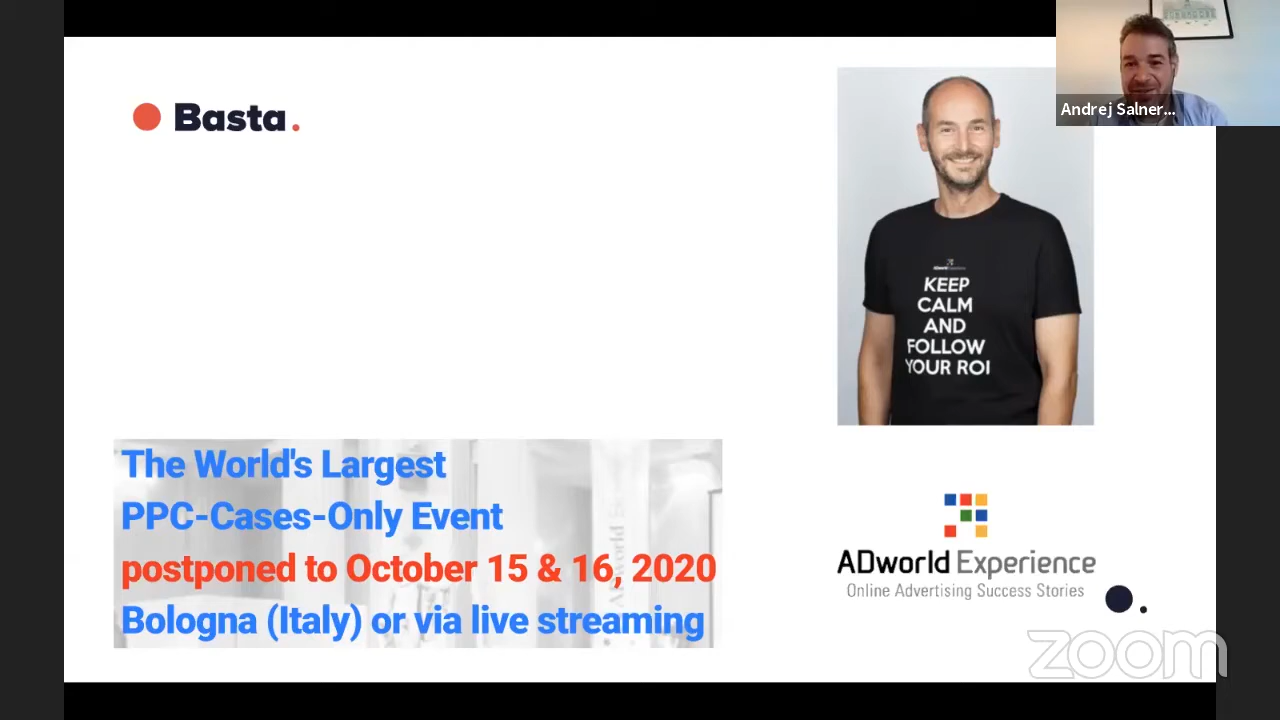 Basta.
Andrej Salner...
KEEP
CALM
AND
FOLLOW
YOUR ROI
The World's Largest
PPC-Cases-Only Event
postponed to October 15 & 16, 2020
Bologna (Italy) or via live streaming
ADworld Experience
Online Advertising Success Stories
zoom